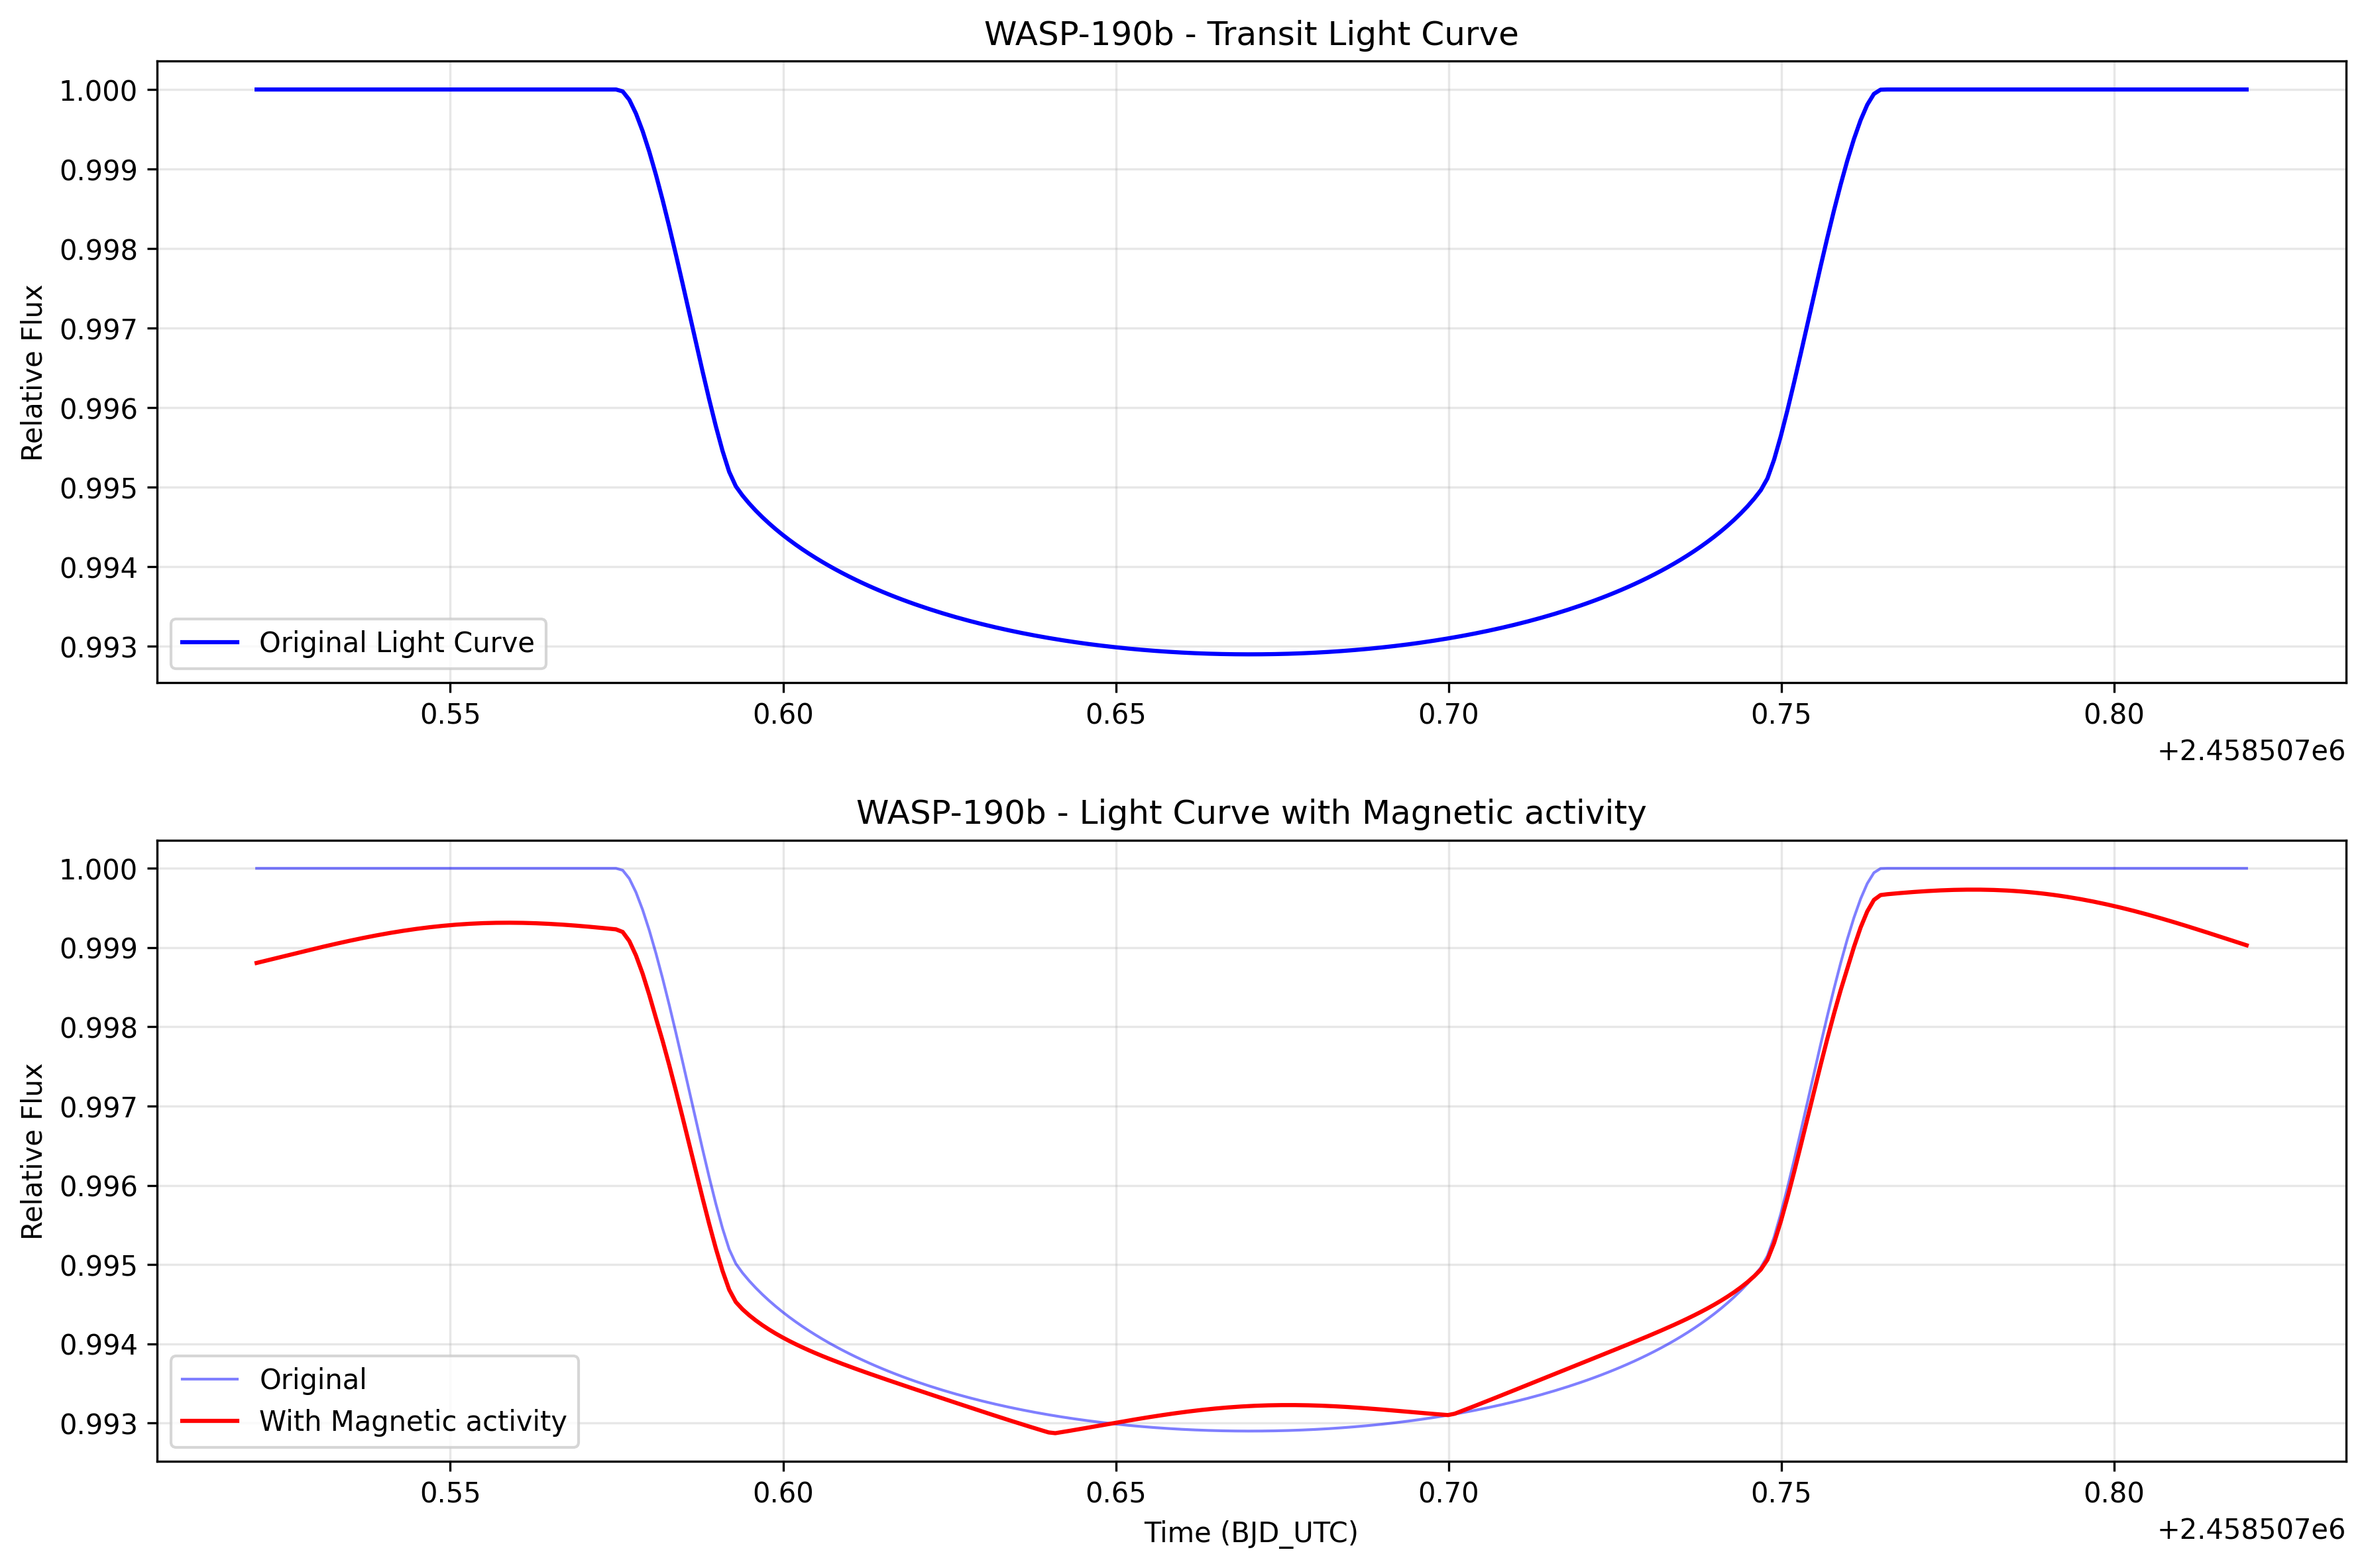 WASP-190b - Transit Light Curve
Relative Flux
1.000
0.999
0.998
0.997
0.996
0.995
0.994
0.993
Original Light Curve
0.55 0.60 0.65 0.70 0.75 0.80
+2.458507e6
WASP-190b - Light Curve with Magnetic activity
Relative Flux
1.000
0.999
0.998
0.997
0.996
0.995
0.994
0.993
Original
With Magnetic activity
0.55 0.60 0.65 0.70 0.75 0.80
Time (BJD_UTC)
+2.458507e6